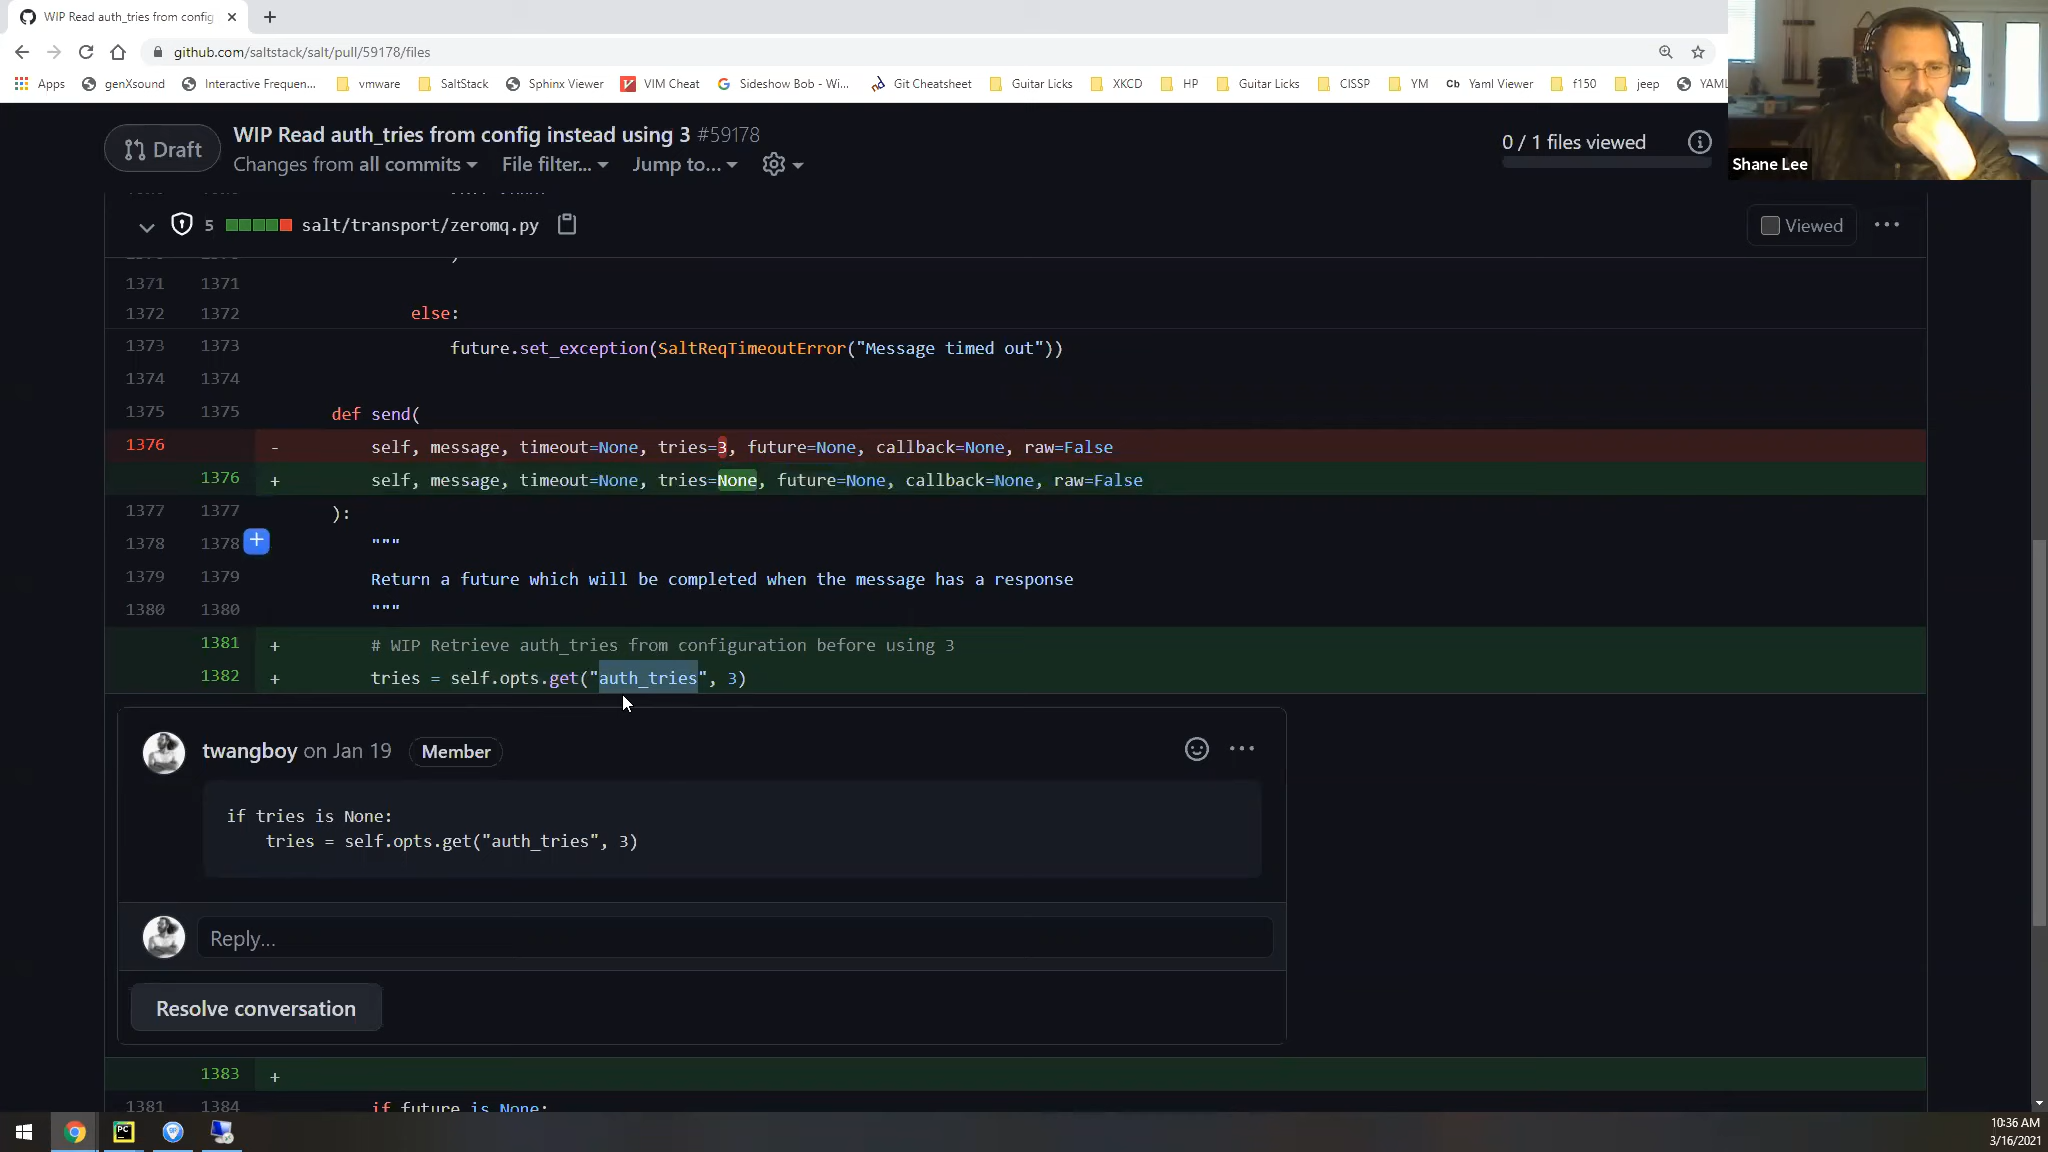 WIP Read auth_tries from config
github.com/saltstack/salt/pull/59178/files
Apps genXsound Interactive Frequen... vmware SaltStack Sphinx Viewer VIM Cheat Sideshow Bob - Wi... Git Cheatsheet Guitar Licks XKCD HP Guitar Licks CISSP YM Cb Yaml Viewer f150 jeep YAML
Shane Lee
Draft
WIP Read auth_tries from config instead using 3 #59178
Changes from all commits File filter... Jump to...
0 / 1 files viewed
5 salt/transport/zeromq.py
Viewed
1371 1371
1372 1372 else:
1373 1373 future.set_exception(SaltReqTimeoutError("Message timed out"))
1374 1374
1375 1375 def send(
1376 - self, message, timeout=None, tries=3, future=None, callback=None, raw=False
1376 + self, message, timeout=None, tries=None, future=None, callback=None, raw=False
1377 1377 ):
1378 1378 + """
1379 1379 Return a future which will be completed when the message has a response
1380 1380 """
1381 + # WIP Retrieve auth_tries from configuration before using 3
1382 + tries = self.opts.get("auth_tries", 3)
twangboy on Jan 19 Member
if tries is None:
tries = self.opts.get("auth_tries", 3)
Reply...
Resolve conversation
1383 +
1381 1384 if future is None:
PC
10:36 AM
3/16/2021